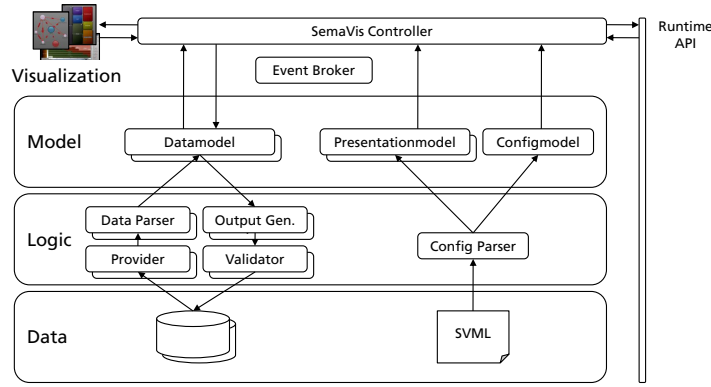 SemaVis Controller
Runtime
API
Visualization
Event Broker
Model
Datamodel
Presentationmodel
Configmodel
Logic
Data Parser
Output Gen.
Provider
Validator
Config Parser
Data
SVML